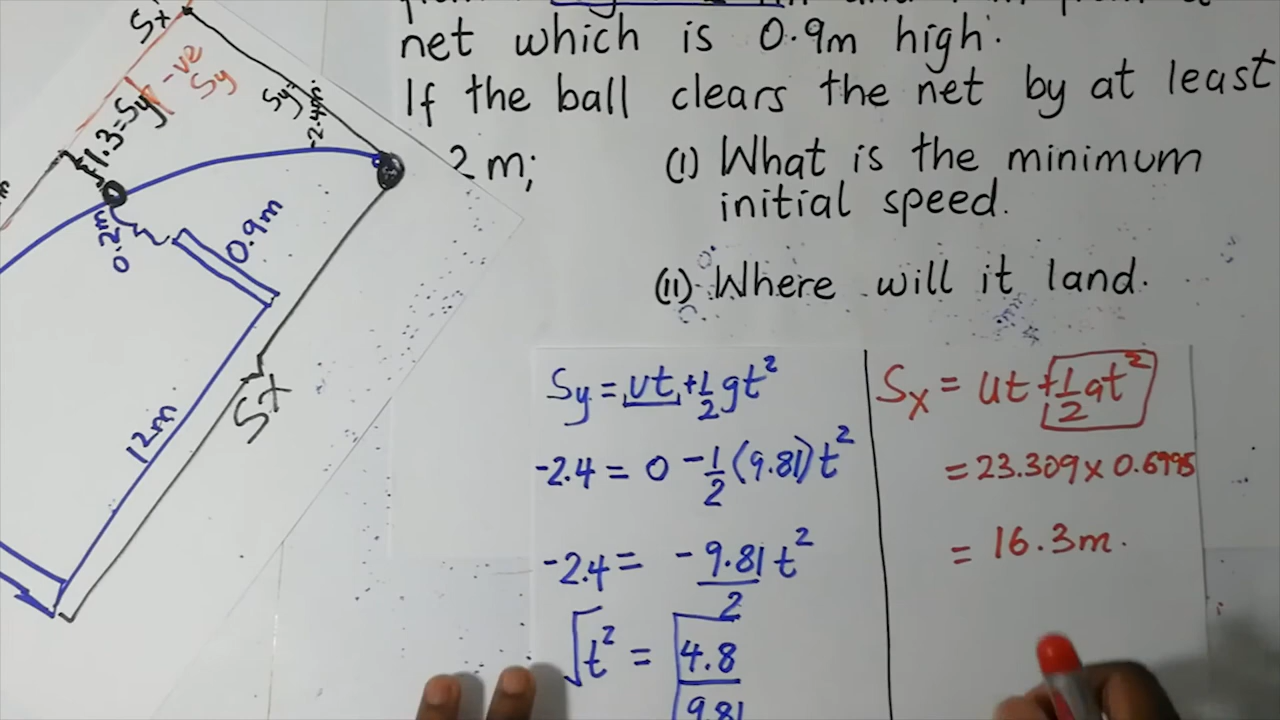 net which is 0.9m high.
If the ball clears the net by at least
2 m;
(I) What is the minimum
initial speed.
(II) Where will it land.
Sx
-ve
Sy
1.3=Sy
Sy=
-2.4m
0.2m
0.9m
12m
Sx
Sy = ut + 1/2 gt²
-2.4 = 0 - 1/2 (9.81) t²
-2.4 = - 9.81 t² / 2
√t² = √4.8/9.81
Sx = ut + 1/2 at²
= 23.309 x 0.6995
= 16.3m.